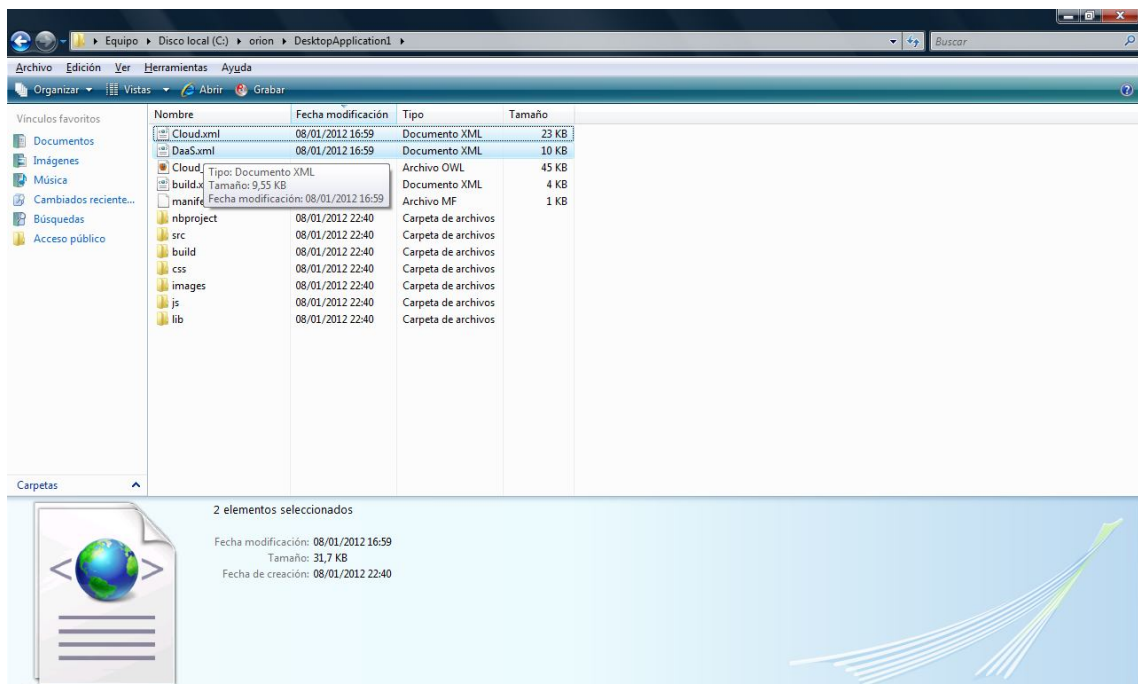 Equipo ▸ Disco local (C:) ▸ orion ▸ DesktopApplication1 ▸ Buscar
Archivo Edición Ver Herramientas Ayuda
Organizar Vistas Abrir Grabar
Vínculos favoritos
Documentos
Imágenes
Música
Cambiados reciente...
Búsquedas
Acceso público
Carpetas
Nombre Fecha modificación Tipo Tamaño
Cloud.xml 08/01/2012 16:59 Documento XML 23 KB
DaaS.xml 08/01/2012 16:59 Documento XML 10 KB
Cloud_ Archivo OWL 45 KB
build.x Documento XML 4 KB
manife Archivo MF 1 KB
Tipo: Documento XML
Tamaño: 9,55 KB
Fecha modificación: 08/01/2012 16:59
nbproject 08/01/2012 22:40 Carpeta de archivos
src 08/01/2012 22:40 Carpeta de archivos
build 08/01/2012 22:40 Carpeta de archivos
css 08/01/2012 22:40 Carpeta de archivos
images 08/01/2012 22:40 Carpeta de archivos
js 08/01/2012 22:40 Carpeta de archivos
lib 08/01/2012 22:40 Carpeta de archivos
2 elementos seleccionados
Fecha modificación: 08/01/2012 16:59
Tamaño: 31,7 KB
Fecha de creación: 08/01/2012 22:40